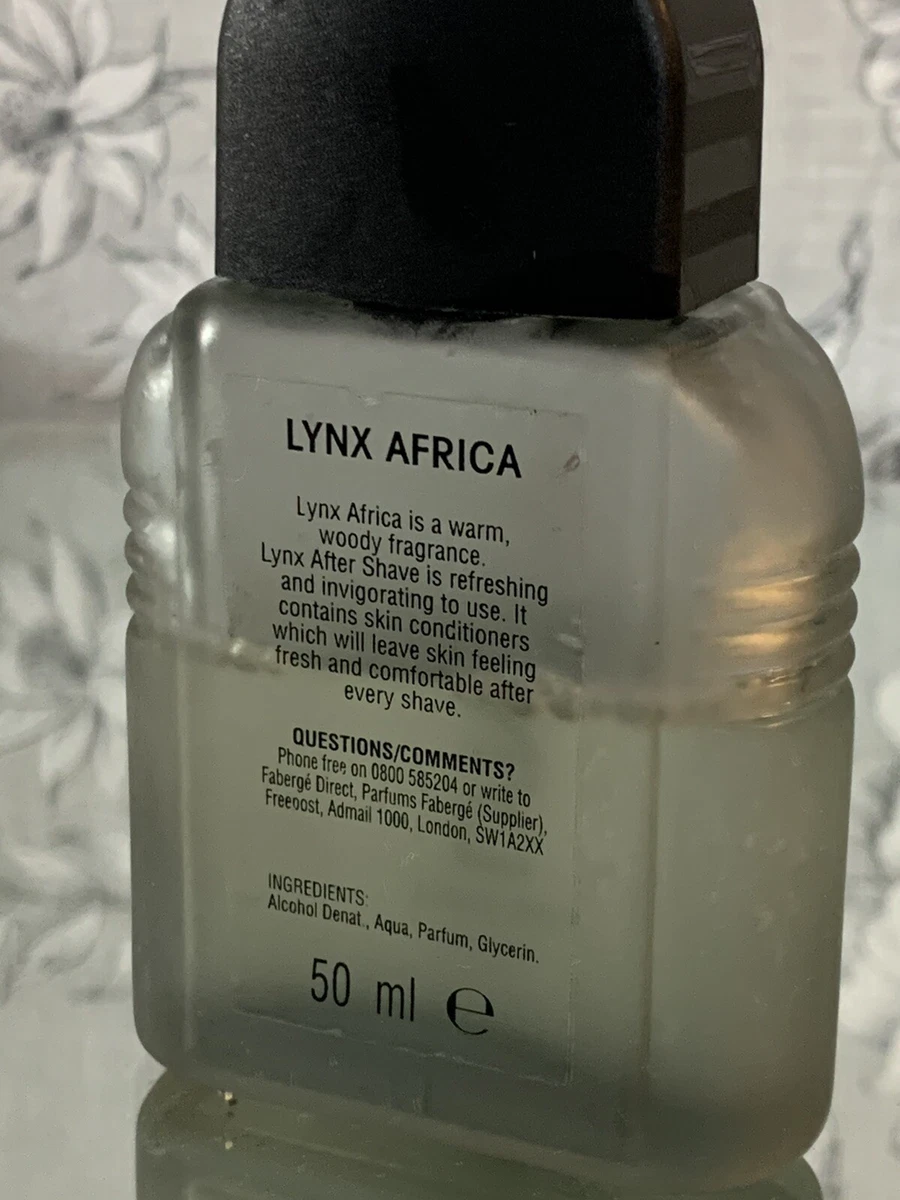 LYNX AFRICA
Lynx Africa is a warm,
woody fragrance.
Lynx After Shave is refreshing
and invigorating to use. It
contains skin conditioners
which will leave skin feeling
fresh and comfortable after
every shave.
QUESTIONS/COMMENTS?
Phone free on 0800 585204 or write to
Fabergé Direct, Parfums Fabergé (Supplier),
Freepost, Admail 1000, London, SW1A2XX
INGREDIENTS:
Alcohol Denat., Aqua, Parfum, Glycerin.
50 ml ℮